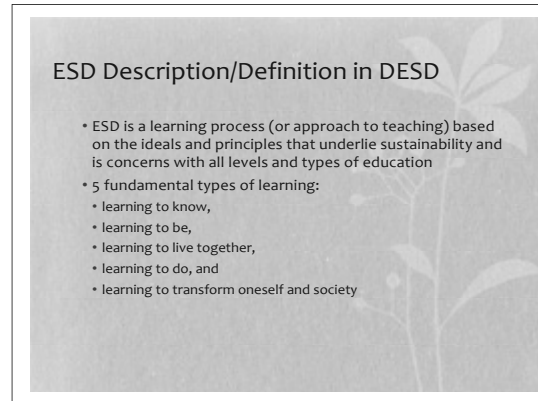 ESD Description/Definition in DESD
• ESD is a learning process (or approach to teaching) based
on the ideals and principles that underlie sustainability and
is concerns with all levels and types of education
• 5 fundamental types of learning:
• learning to know,
• learning to be,
• learning to live together,
• learning to do, and
• learning to transform oneself and society